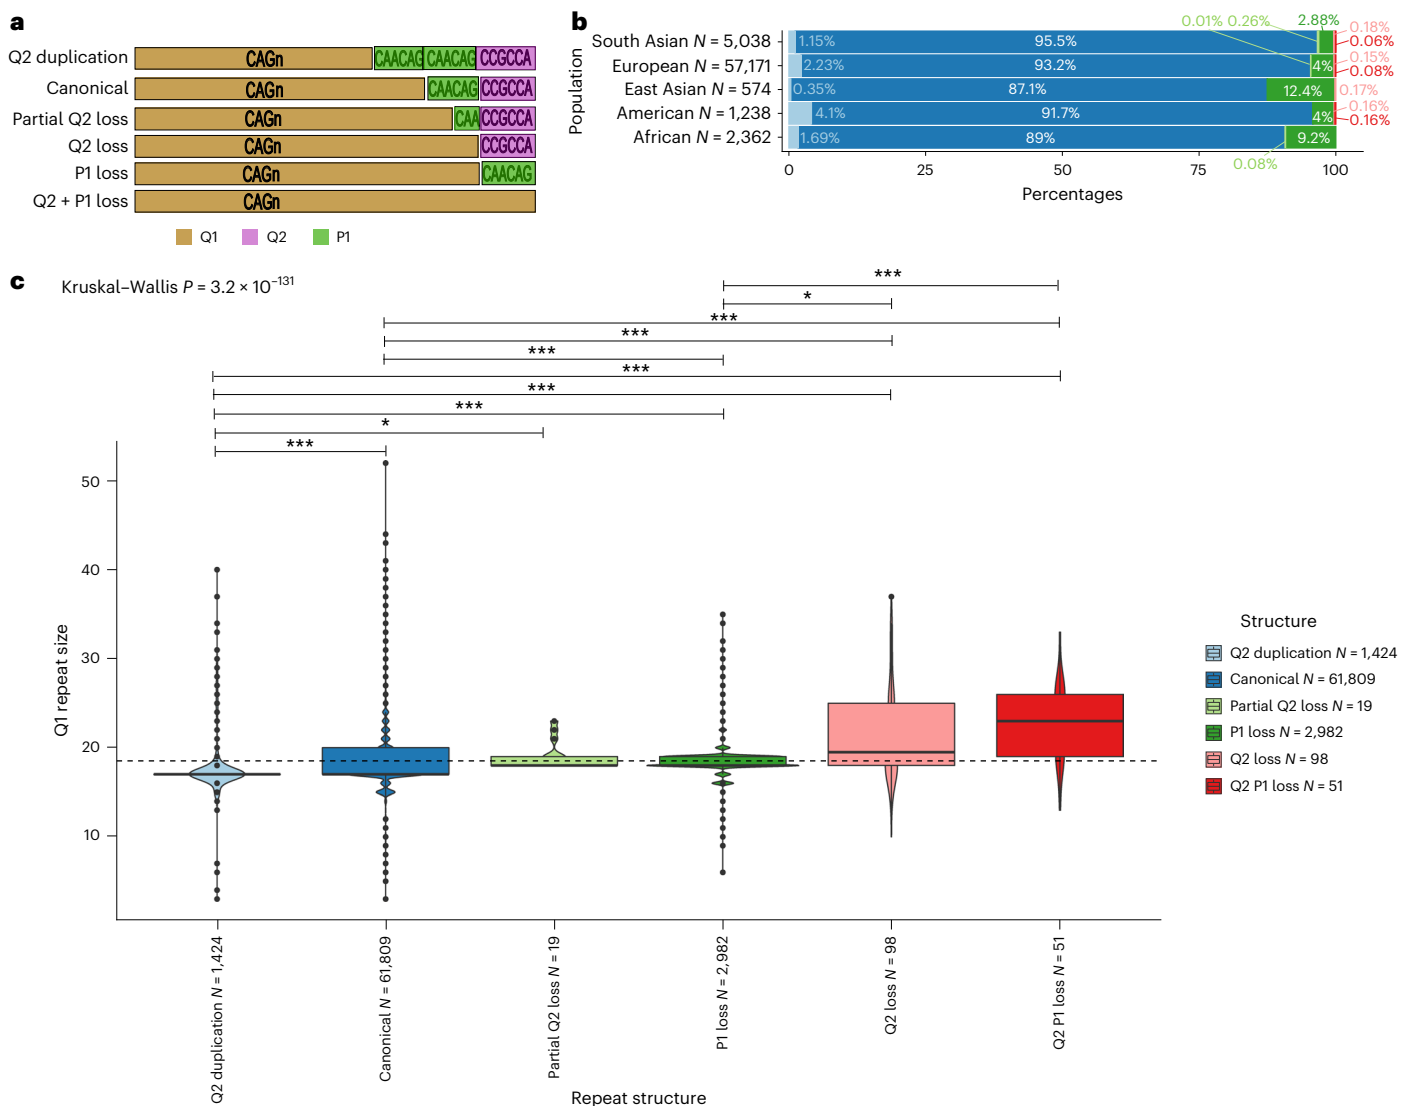 a
Q2 duplication CAGn CAACAG CAACAG CCGCCA
Canonical CAGn CAACAG CCGCCA
Partial Q2 loss CAGn CAA CCGCCA
Q2 loss CAGn CCGCCA
P1 loss CAGn CAACAG
Q2 + P1 loss CAGn
Q1 Q2 P1
b
Population
0.01% 0.26% 2.88% 0.18%
South Asian N = 5,038 1.15% 95.5% 0.06%
European N = 57,171 2.23% 93.2% 4% 0.15%
0.08%
East Asian N = 574 0.35% 87.1% 12.4% 0.17%
American N = 1,238 4.1% 91.7% 4% 0.16%
0.16%
African N = 2,362 1.69% 89% 9.2%
0.08%
0 25 50 75 100
Percentages
c
Kruskal–Wallis P = 3.2 × 10⁻¹³¹
***
*
***
***
***
***
***
***
*
***
Q1 repeat size
50
40
30
20
10
Q2 duplication N = 1,424
Canonical N = 61,809
Partial Q2 loss N = 19
P1 loss N = 2,982
Q2 loss N = 98
Q2 P1 loss N = 51
Repeat structure
Structure
Q2 duplication N = 1,424
Canonical N = 61,809
Partial Q2 loss N = 19
P1 loss N = 2,982
Q2 loss N = 98
Q2 P1 loss N = 51